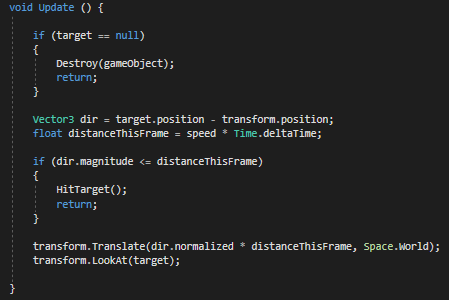 void Update () {
if (target == null)
{
Destroy(gameObject);
return;
}
Vector3 dir = target.position - transform.position;
float distanceThisFrame = speed * Time.deltaTime;
if (dir.magnitude <= distanceThisFrame)
{
HitTarget();
return;
}
transform.Translate(dir.normalized * distanceThisFrame, Space.World);
transform.LookAt(target);
}